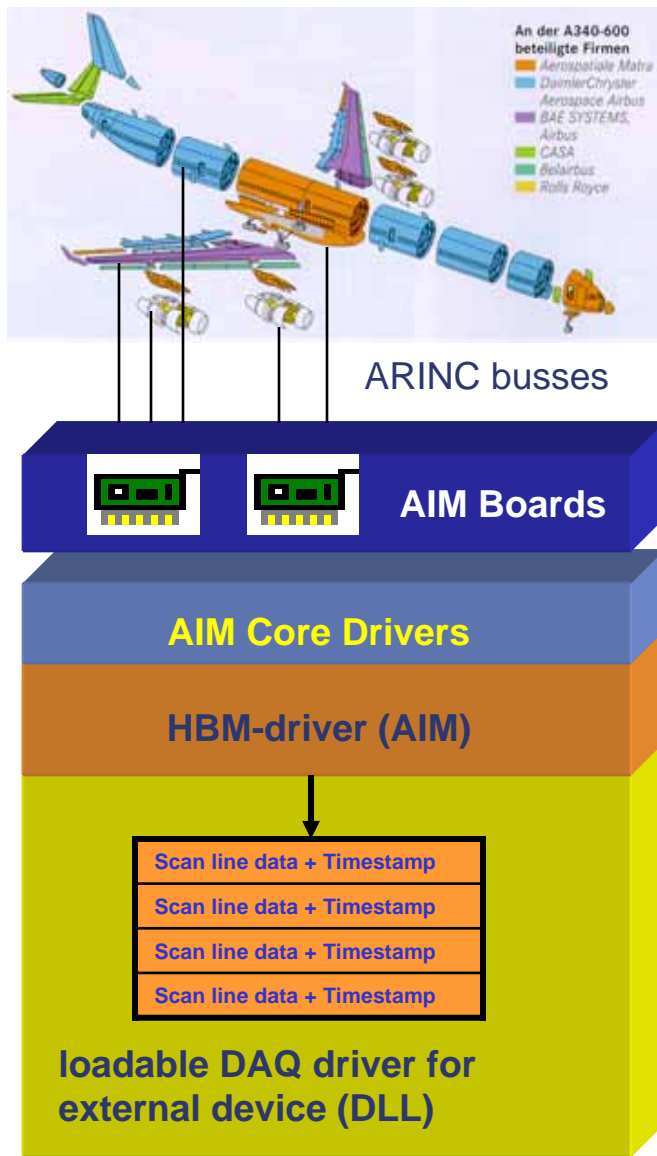 An der A340-600
beteiligte Firmen
Aerospatiale Matra
DaimlerChrysler
Aerospace Airbus
BAE SYSTEMS,
Airbus
CASA
Belairbus
Rolls Royce
ARINC busses
AIM Boards
AIM Core Drivers
HBM-driver (AIM)
Scan line data + Timestamp
Scan line data + Timestamp
Scan line data + Timestamp
Scan line data + Timestamp
loadable DAQ driver for
external device (DLL)